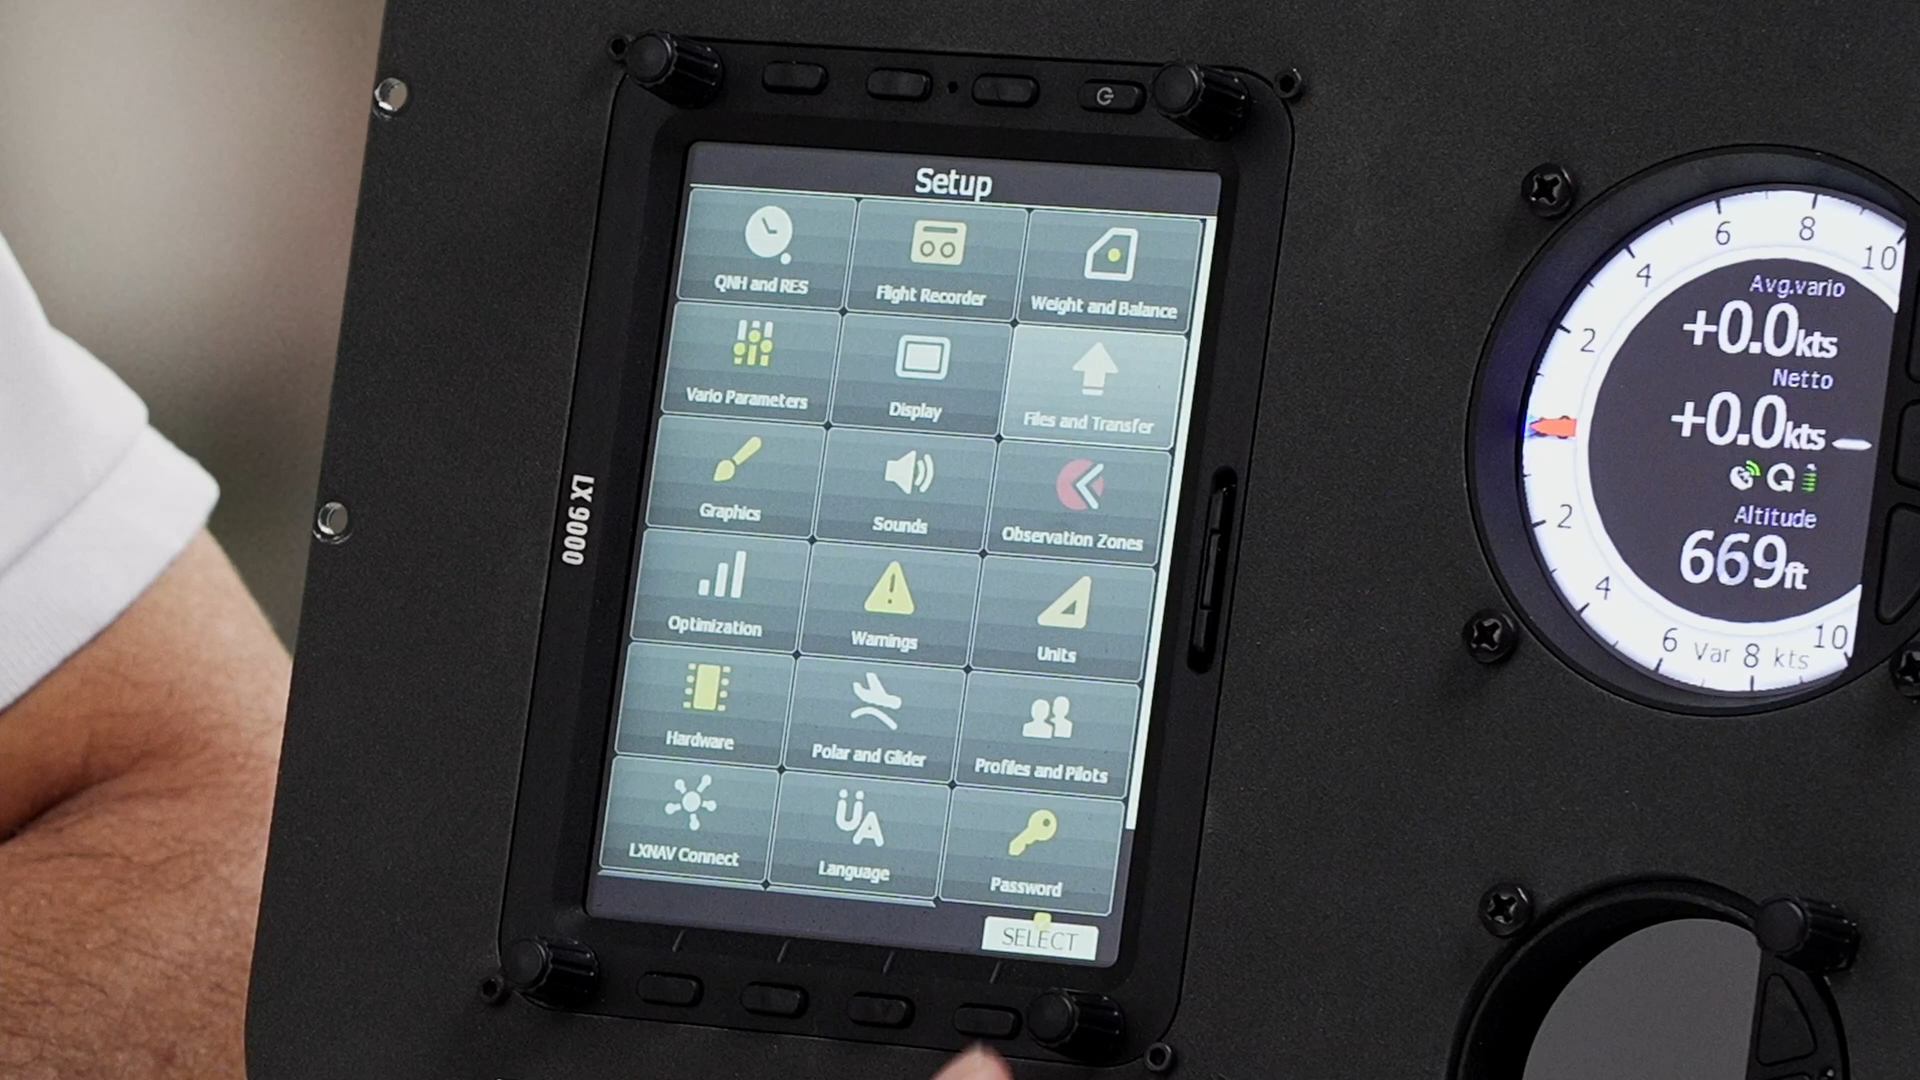 Setup
QNH and RES
Flight Recorder
Weight and Balance
Vario Parameters
Display
Files and Transfer
Graphics
Sounds
Observation Zones
Optimization
Warnings
Units
Hardware
Polar and Glider
Profiles and Pilots
LXNAV Connect
ÜA
Language
Password
SELECT
LX 9000
6 8 10
4
2
Avg.vario
+0.0kts
Netto
+0.0kts
Altitude
669ft
2
4
6 Var 8 kts 10